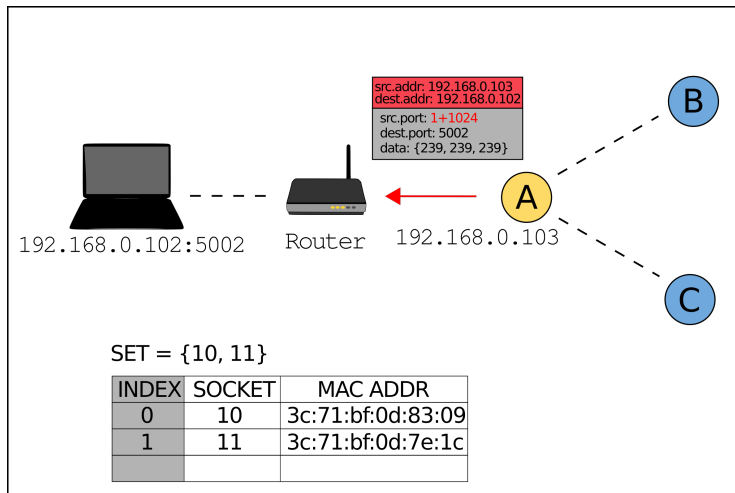 src.addr: 192.168.0.103
dest.addr: 192.168.0.102
src.port: 1+1024
dest.port: 5002
data: {239, 239, 239}
B
A
192.168.0.102:5002
Router
192.168.0.103
C
SET = {10, 11}
INDEX SOCKET MAC ADDR
0 10 3c:71:bf:0d:83:09
1 11 3c:71:bf:0d:7e:1c